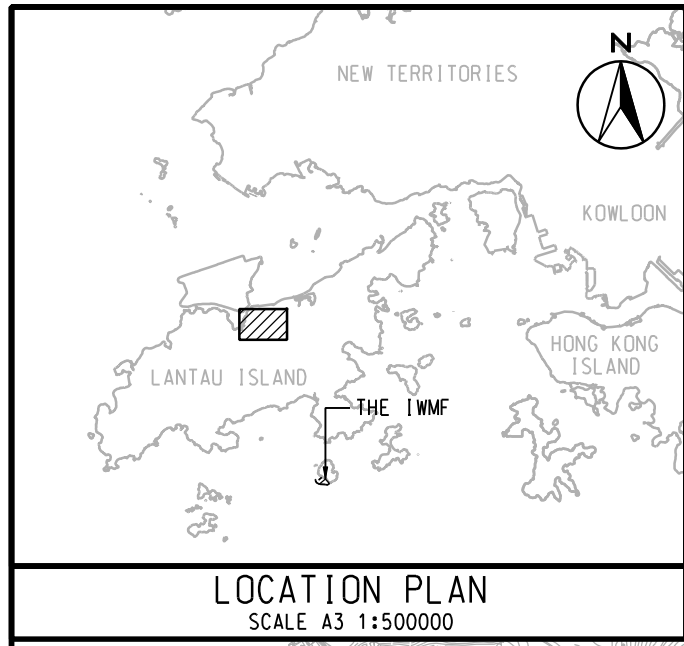 N
NEW TERRITORIES
KOWLOON
HONG KONG
ISLAND
LANTAU ISLAND
THE IWMF
LOCATION PLAN
SCALE A3 1:500000